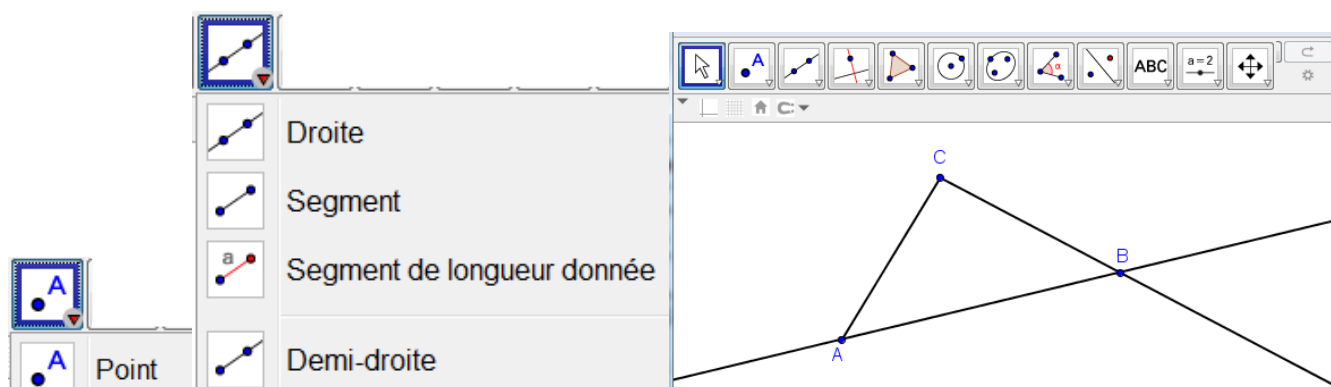 A
A
Point
Droite
Segment
a
Segment de longueur donnée
Demi-droite
A
α
ABC
a=2
C
B
A